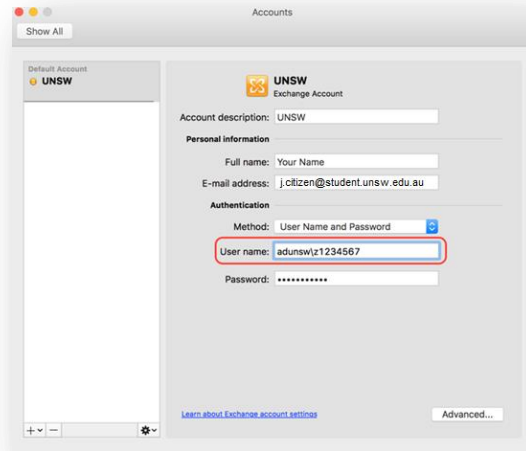 Accounts
Show All
Default Account
UNSW
UNSW
Exchange Account
Account description: UNSW
Personal information
Full name: Your Name
E-mail address: j.citizen@student.unsw.edu.au
Authentication
Method: User Name and Password
User name: adunsw\z1234567
Password: •••••••••••
Learn about Exchange account settings
Advanced...